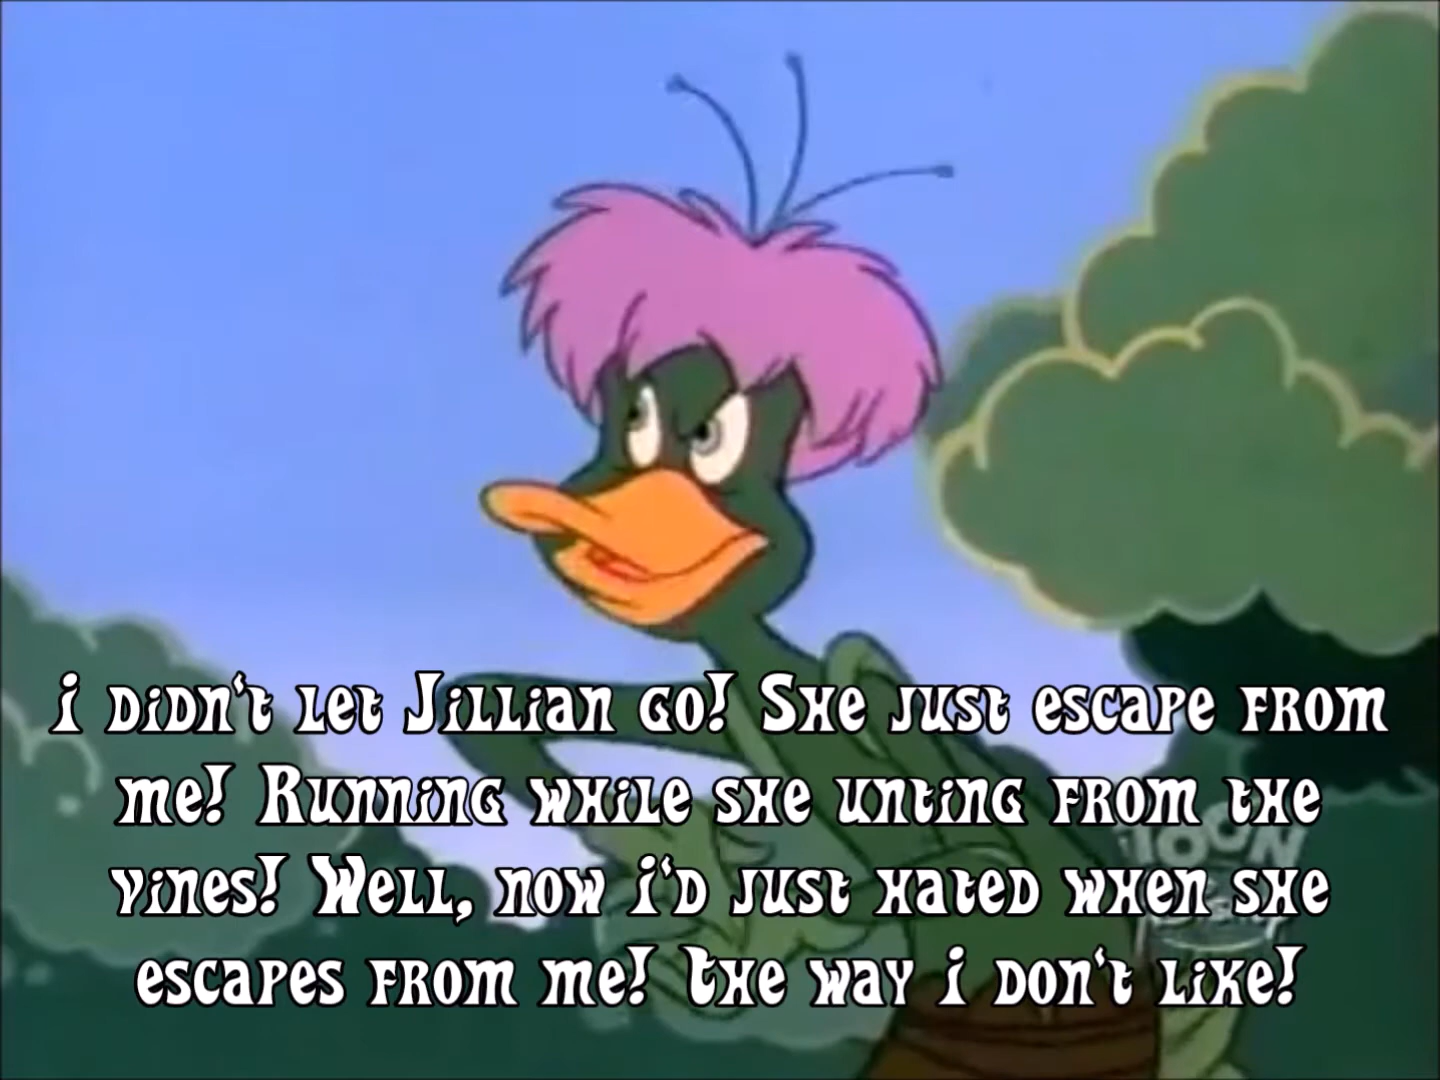 i didn't let Jillian go! She just escape from
me! Running while she unting from the
vines! Well, now i'd just hated when she
escapes from me! The way i don't like!
TOON